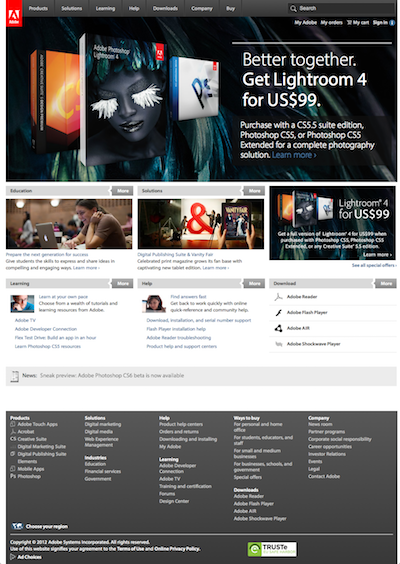 Products Solutions Learning Help Downloads Company Buy Search
Adobe
My Adobe My orders My cart Sign in
Adobe Photoshop
Lightroom 4
Ps
Better together.
Get Lightroom 4
for US$99.
Purchase with CS5.5 suite edition,
Photoshop CS5, or Photoshop CS5
Extended for a complete photography
solution. Learn more ›
Education More
Prepare the next generation for success
Give students the skills to express and share ideas in
compelling and engaging ways. Learn more ›
Solutions More
&
VANITY FAIR
Digital Publishing Suite & Vanity Fair
Celebrated print magazine grows its fan base with
captivating new tablet edition. Learn more ›
Lightroom® 4
for US$99
Get a full version of Lightroom® 4 when
purchased with Photoshop CS5, Photoshop CS5
Extended, or any Creative Suite® 5.5 edition.
Learn more ›
See all special offers ›
Learning More
Learn at your own pace
Choose from a wealth of tutorials and
learning resources from Adobe.
Adobe TV
Adobe Developer Connection
Flex Test Drive: Build an app in an hour
Learn Photoshop CS5 resources
Help More
Find answers fast
Get back to work quickly with online
quick reference and community help.
Download, installation, and serial number support
Flash Player installation help
Adobe Reader troubleshooting
Product help and support centers
Download More
Adobe Reader
Adobe Flash Player
Adobe AIR
Adobe Shockwave Player
News Sneak preview: Adobe Photoshop CS6 beta is now available
Products
Adobe Touch Apps
Acrobat
Creative Suite
Digital Marketing Suite
Digital Publishing Suite
Elements
Mobile Apps
Photoshop
Solutions
Digital marketing
Digital media
Web Experience
Management
Industries
Education
Financial services
Government
Help
Product help centers
Orders and returns
Downloading and installing
My Adobe
Learning
Adobe Developer
Connection
Adobe TV
Training and certification
Forums
Design Center
Ways to buy
For personal and home
office
For students, educators, and
staff
For small and medium
businesses
For businesses, schools, and
government
Special offers
Downloads
Adobe Reader
Adobe Flash Player
Adobe AIR
Adobe Shockwave Player
Company
News room
Partner programs
Corporate social responsibility
Career opportunities
Investor Relations
Events
Legal
Contact Adobe
Choose your region
Copyright © 2012 Adobe Systems Incorporated. All rights reserved.
Use of this website signifies your agreement to the Terms of Use and Online Privacy Policy.
Ad Choices
TRUSTe